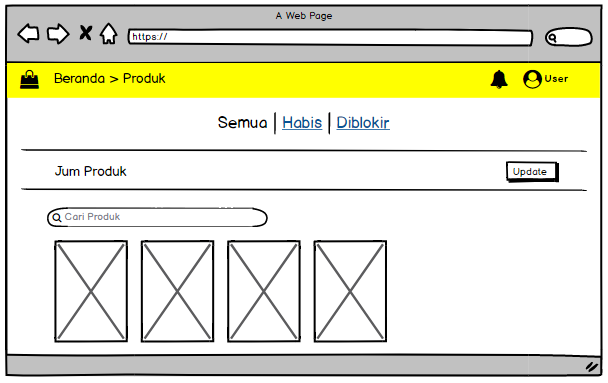 A Web Page
https://
Beranda > Produk
User
Semua | Habis | Diblokir
Jum Produk
Update
Cari Produk